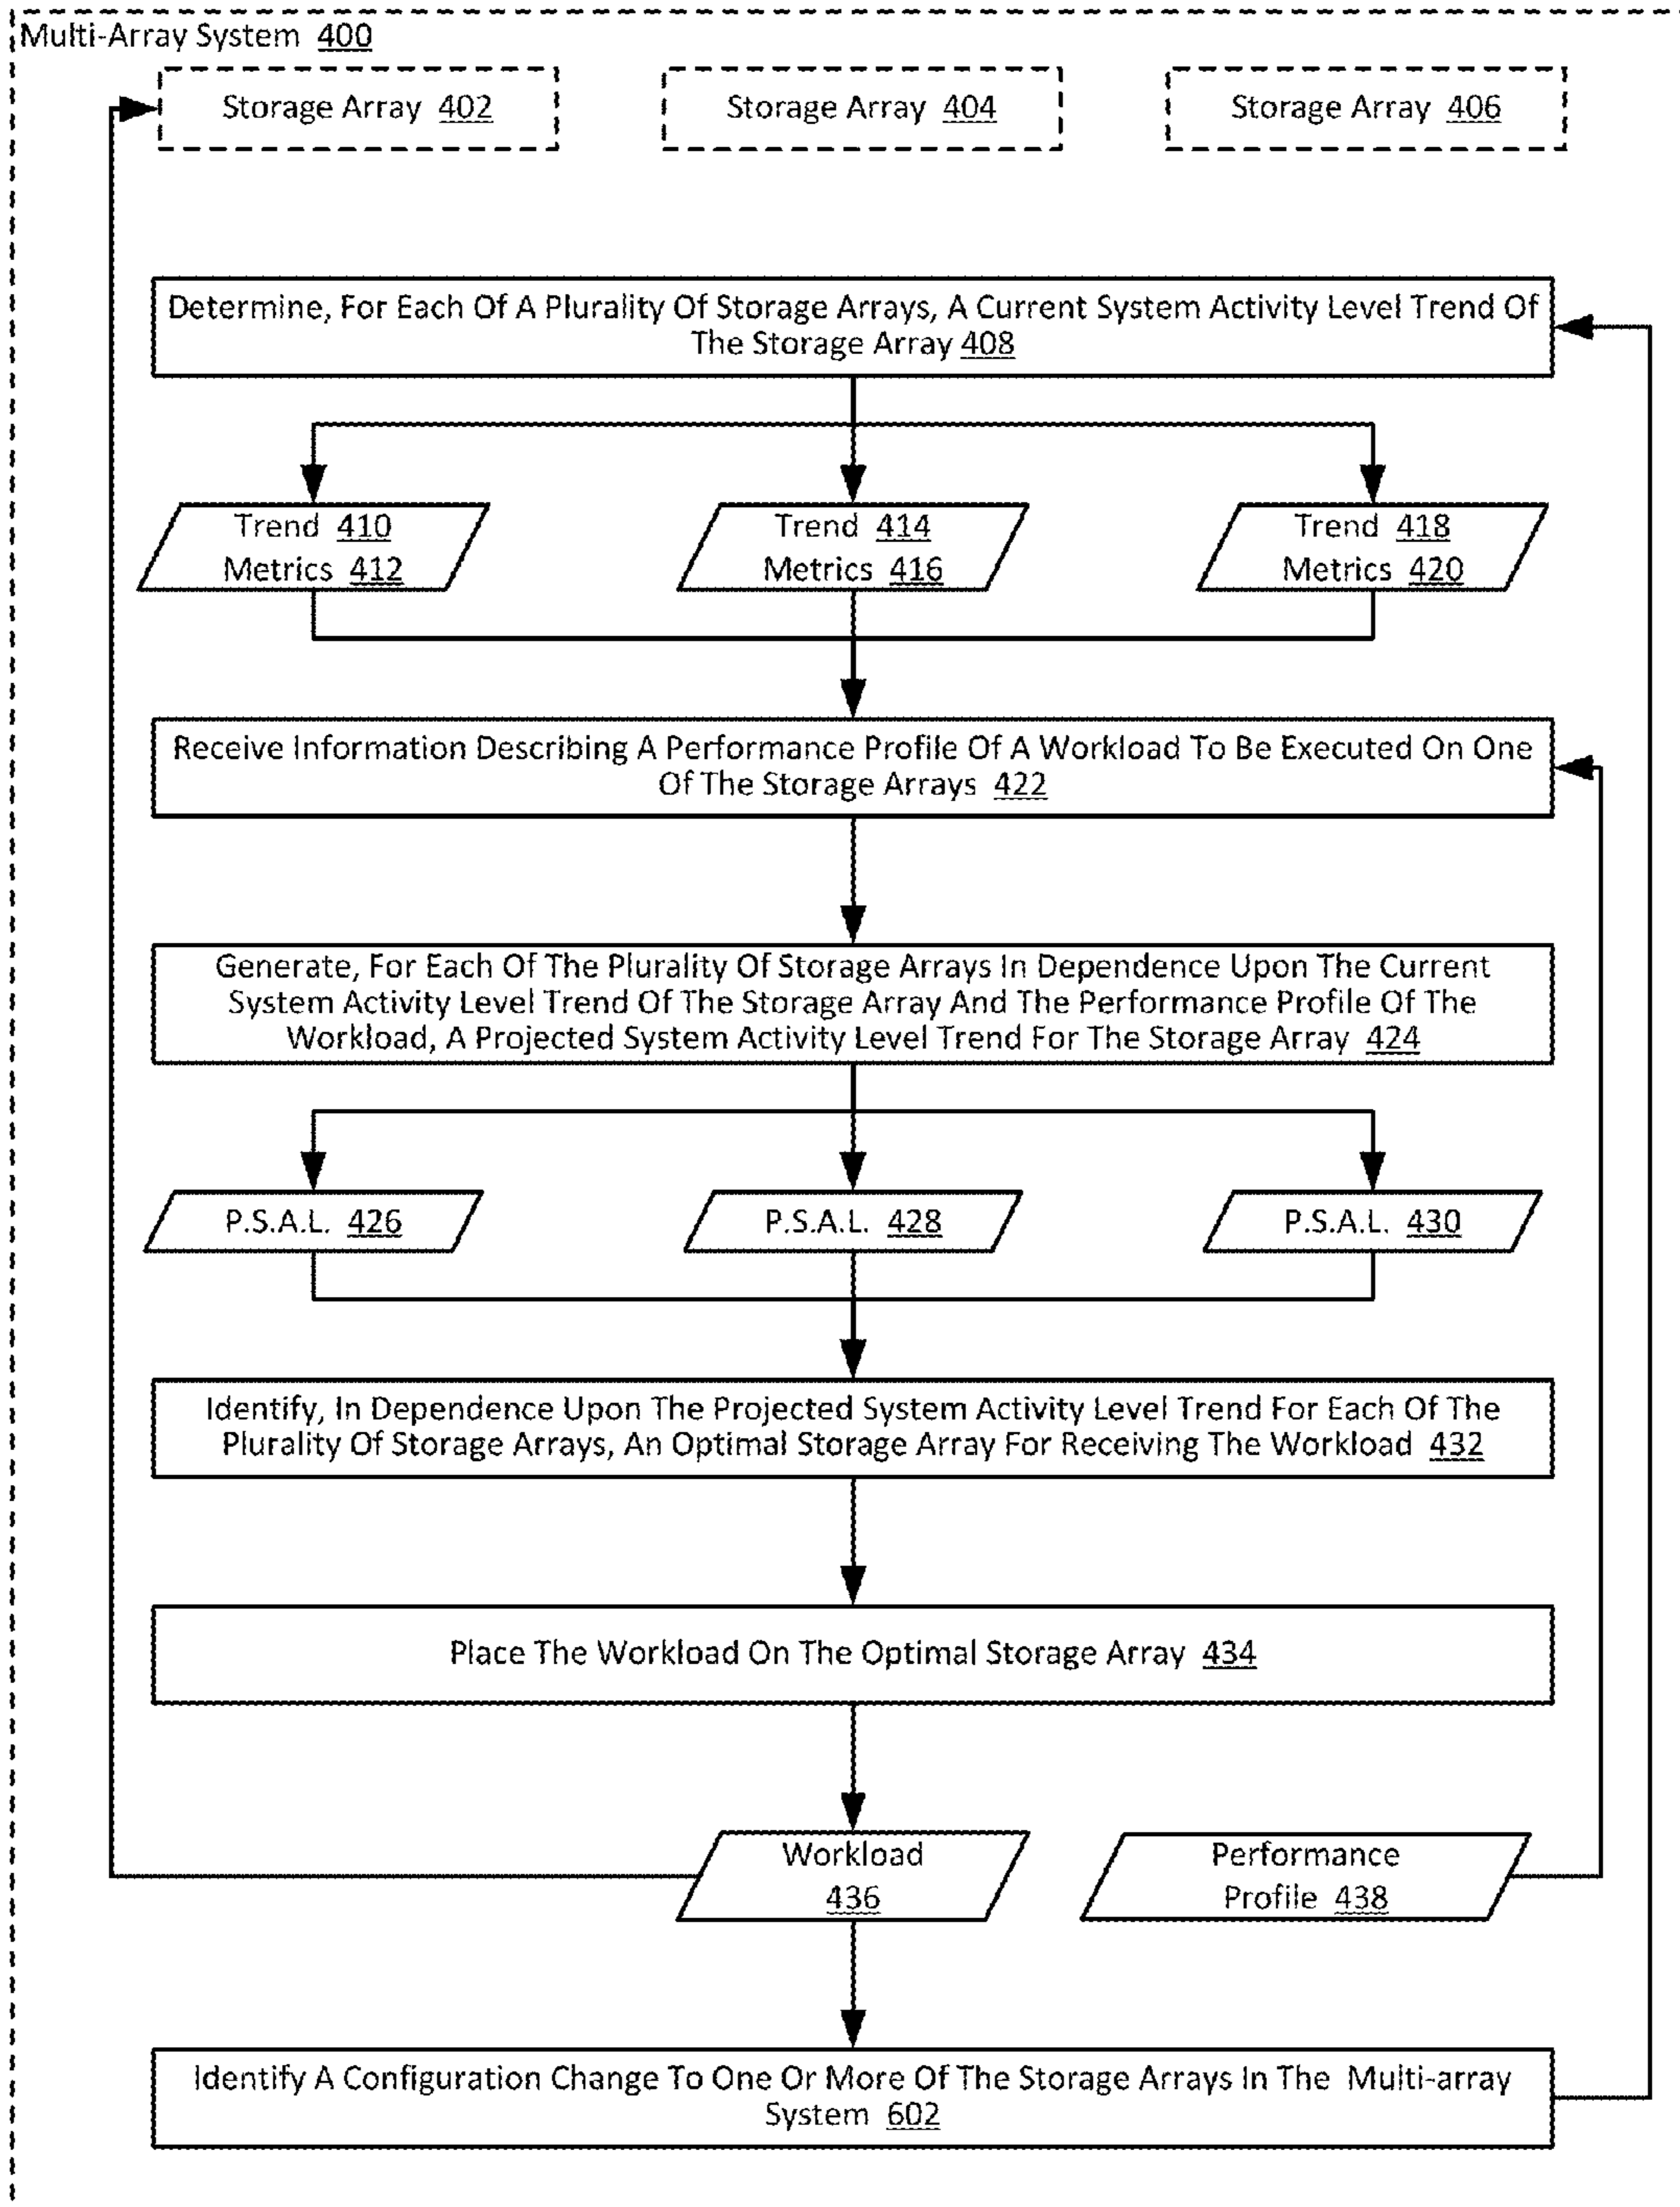 Multi-Array System 400
Storage Array 402
Storage Array 404
Storage Array 406
Determine, For Each Of A Plurality Of Storage Arrays, A Current System Activity Level Trend Of
The Storage Array 408
Trend 410
Metrics 412
Trend 414
Metrics 416
Trend 418
Metrics 420
Receive Information Describing A Performance Profile Of A Workload To Be Executed On One
Of The Storage Arrays 422
Generate, For Each Of The Plurality Of Storage Arrays In Dependence Upon The Current
System Activity Level Trend Of The Storage Array And The Performance Profile Of The
Workload, A Projected System Activity Level Trend For The Storage Array 424
P.S.A.L. 426
P.S.A.L. 428
P.S.A.L. 430
Identify, In Dependence Upon The Projected System Activity Level Trend For Each Of The
Plurality Of Storage Arrays, An Optimal Storage Array For Receiving The Workload 432
Place The Workload On The Optimal Storage Array 434
Workload
436
Performance
Profile 438
Identify A Configuration Change To One Or More Of The Storage Arrays In The Multi-array
System 602